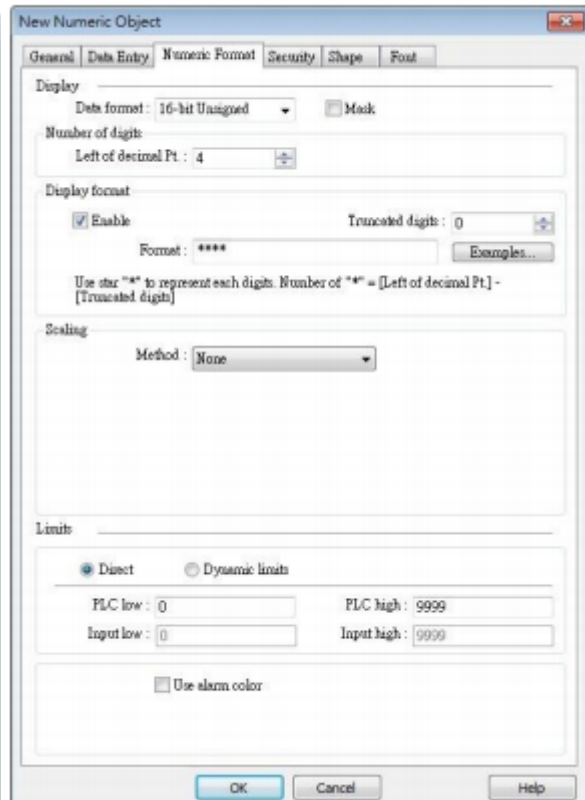 New Numeric Object
General Data Entry Numeric Format Security Shape Font
Display
Data format : 16-bit Unsigned Mask
Number of digits
Left of decimal Pt. : 4
Display format
Enable Truncated digits : 0
Format : **** Examples...
Use star "*" to represent each digits. Number of "*" = [Left of decimal Pt.] -
[Truncated digits]
Scaling
Method : None
Limits
Direct Dynamic limits
PLC low : 0 PLC high : 9999
Input low : 0 Input high : 9999
Use alarm color
OK Cancel Help